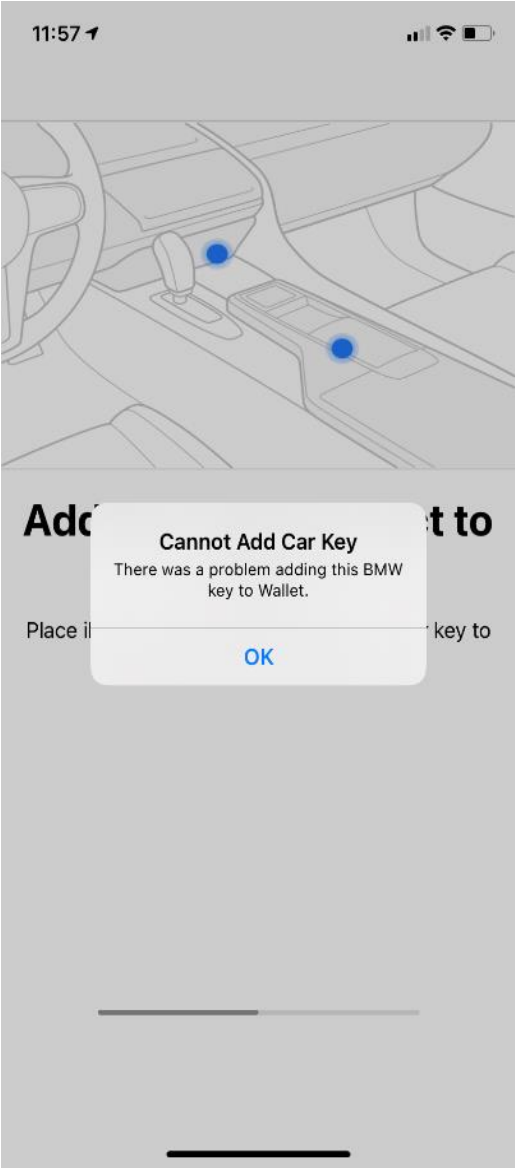 11:57
Add
t to
Cannot Add Car Key
There was a problem adding this BMW
key to Wallet.
Place
key to
OK